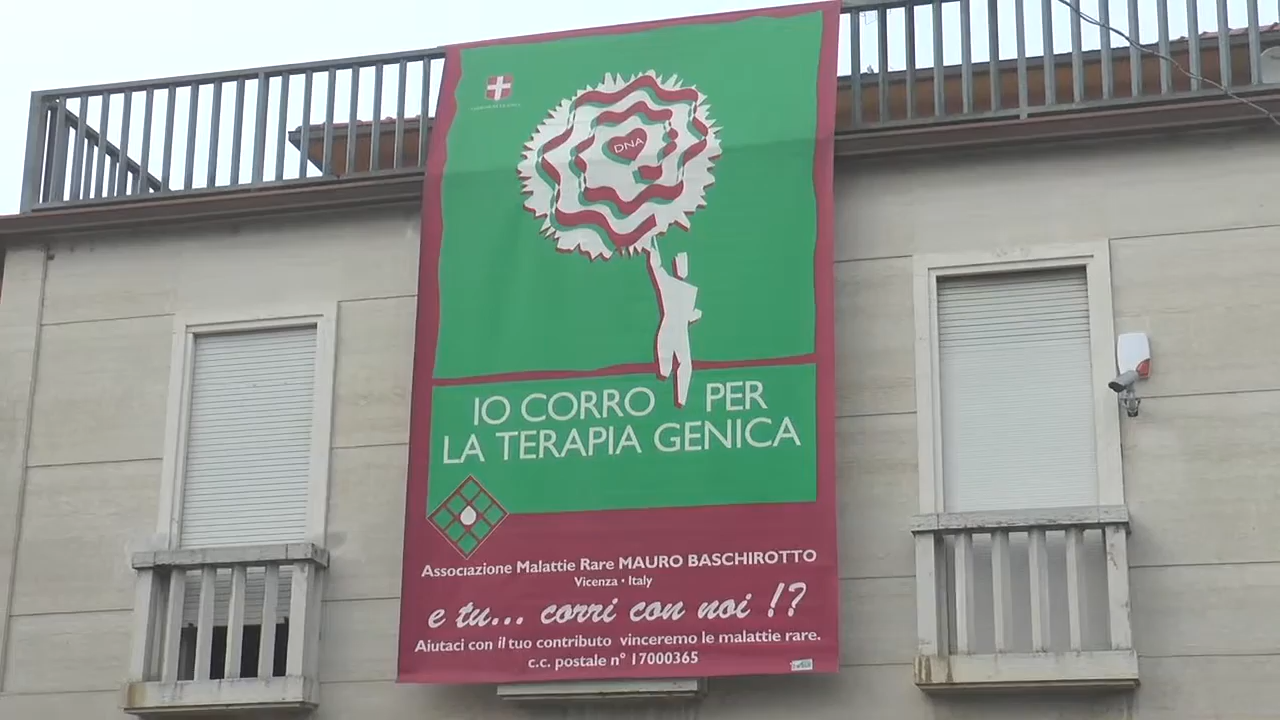 DNA
IO CORRO PER
LA TERAPIA GENICA
Associazione Malattie Rare MAURO BASCHIROTTO
Vicenza • Italy
e tu... corri con noi !?
Aiutaci con il tuo contributo vinceremo le malattie rare.
c.c. postale n° 17000365